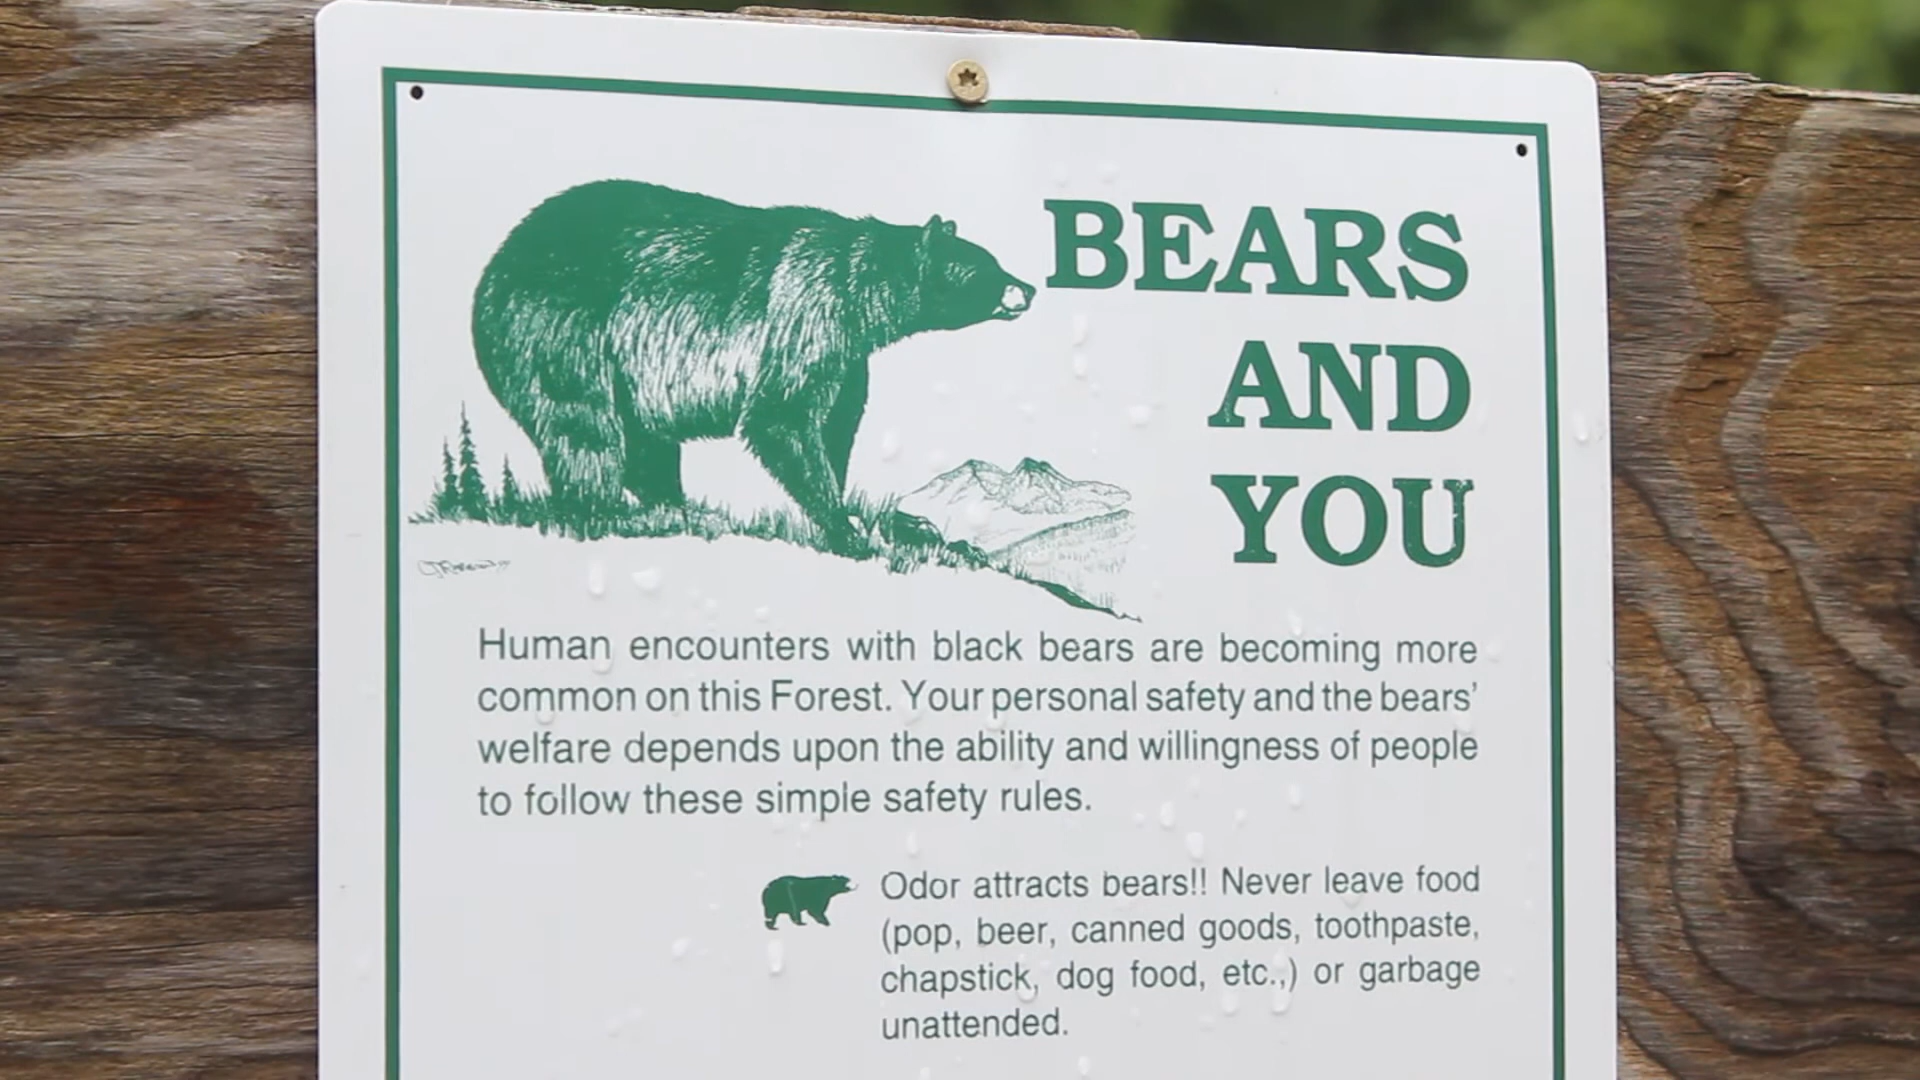 BEARS
AND
YOU
Human encounters with black bears are becoming more
common on this Forest. Your personal safety and the bears'
welfare depends upon the ability and willingness of people
to follow these simple safety rules.
Odor attracts bears!! Never leave food
(pop, beer, canned goods, toothpaste,
chapstick, dog food, etc.,) or garbage
unattended.